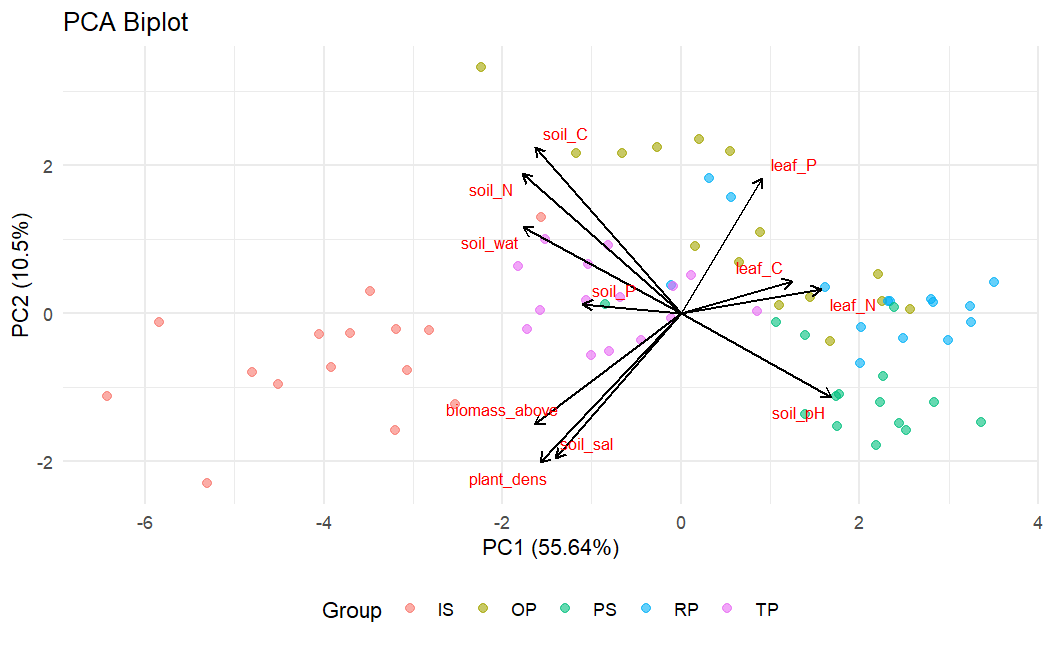 PCA Biplot
soil_C
leaf_P
soil_N
soil_wat
leaf_C
soil_P
leaf_N
biomass_above
soil_pH
soil_sal
plant_dens
PC2 (10.5%)
2
0
-2
-6
-4
-2
0
2
4
PC1 (55.64%)
Group IS OP PS RP TP